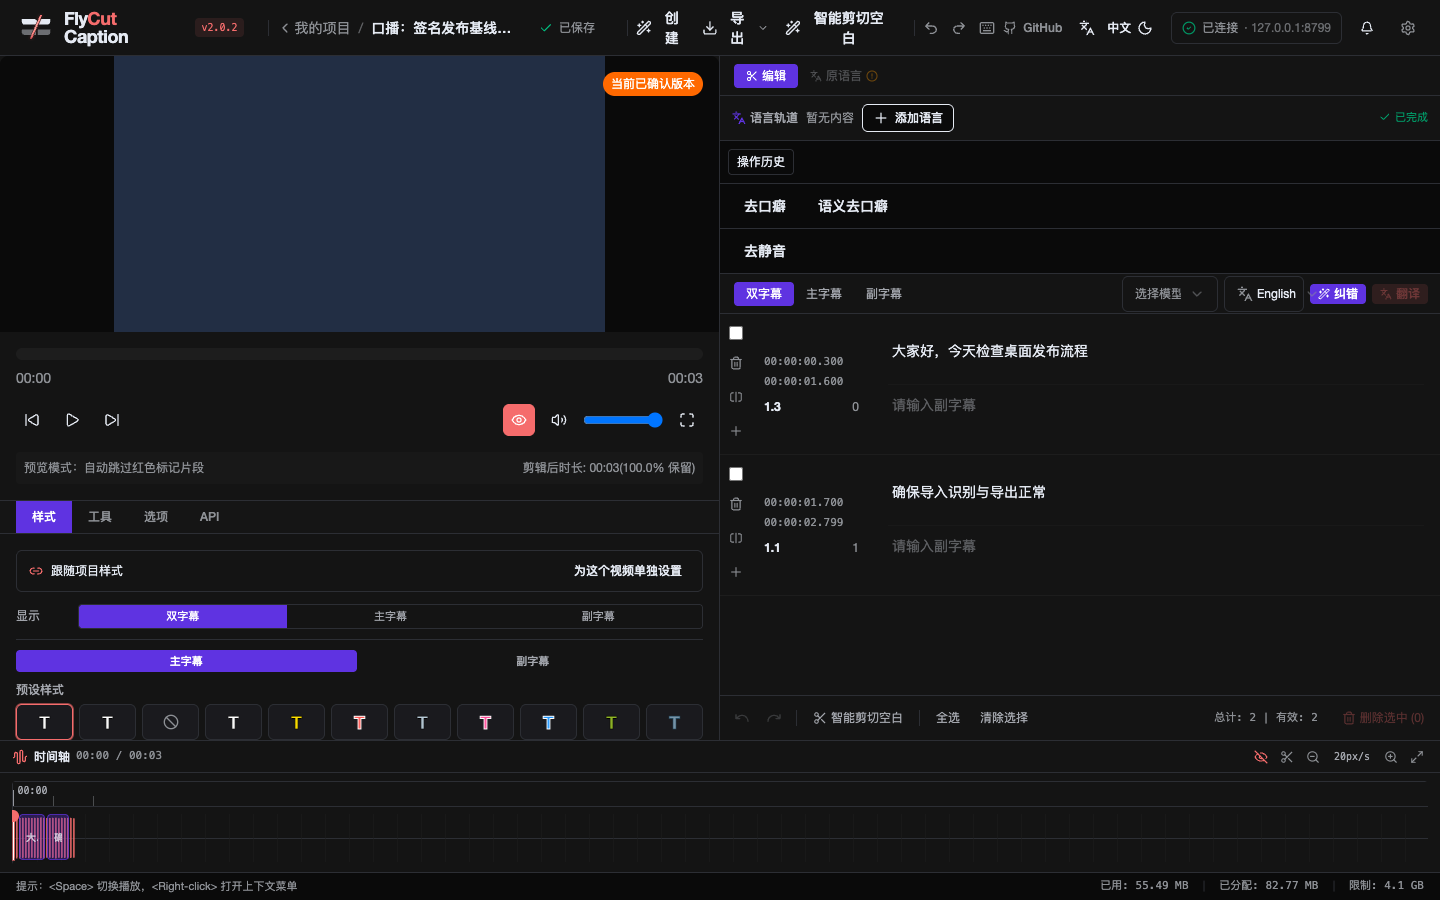 FlyCut
Caption
v2.0.2
我的项目 / 口播：签名发布基线...
已保存
创建
导出
智能剪切空白
GitHub
中文
已连接 · 127.0.0.1:8799
当前已确认版本
编辑
原语言
语言轨道 暂无内容
添加语言
已完成
操作历史
去口癖
语义去口癖
去静音
双字幕
主字幕
副字幕
选择模型
English
纠错
翻译
00:00:00.300
00:00:01.600
1.3
0
大家好，今天检查桌面发布流程
请输入副字幕
00:00:01.700
00:00:02.799
1.1
1
确保导入识别与导出正常
请输入副字幕
00:00
00:03
预览模式：自动跳过红色标记片段
剪辑后时长: 00:03(100.0% 保留)
样式
工具
选项
API
跟随项目样式
为这个视频单独设置
显示
双字幕
主字幕
副字幕
主字幕
副字幕
预设样式
T
T
T
T
T
T
T
T
T
T
智能剪切空白
全选
清除选择
总计: 2 | 有效: 2
删除选中 (0)
时间轴 00:00 / 00:03
20px/s
00:00
大
确
提示：<Space> 切换播放，<Right-click> 打开上下文菜单
已用: 55.49 MB
已分配: 82.77 MB
限制: 4.1 GB